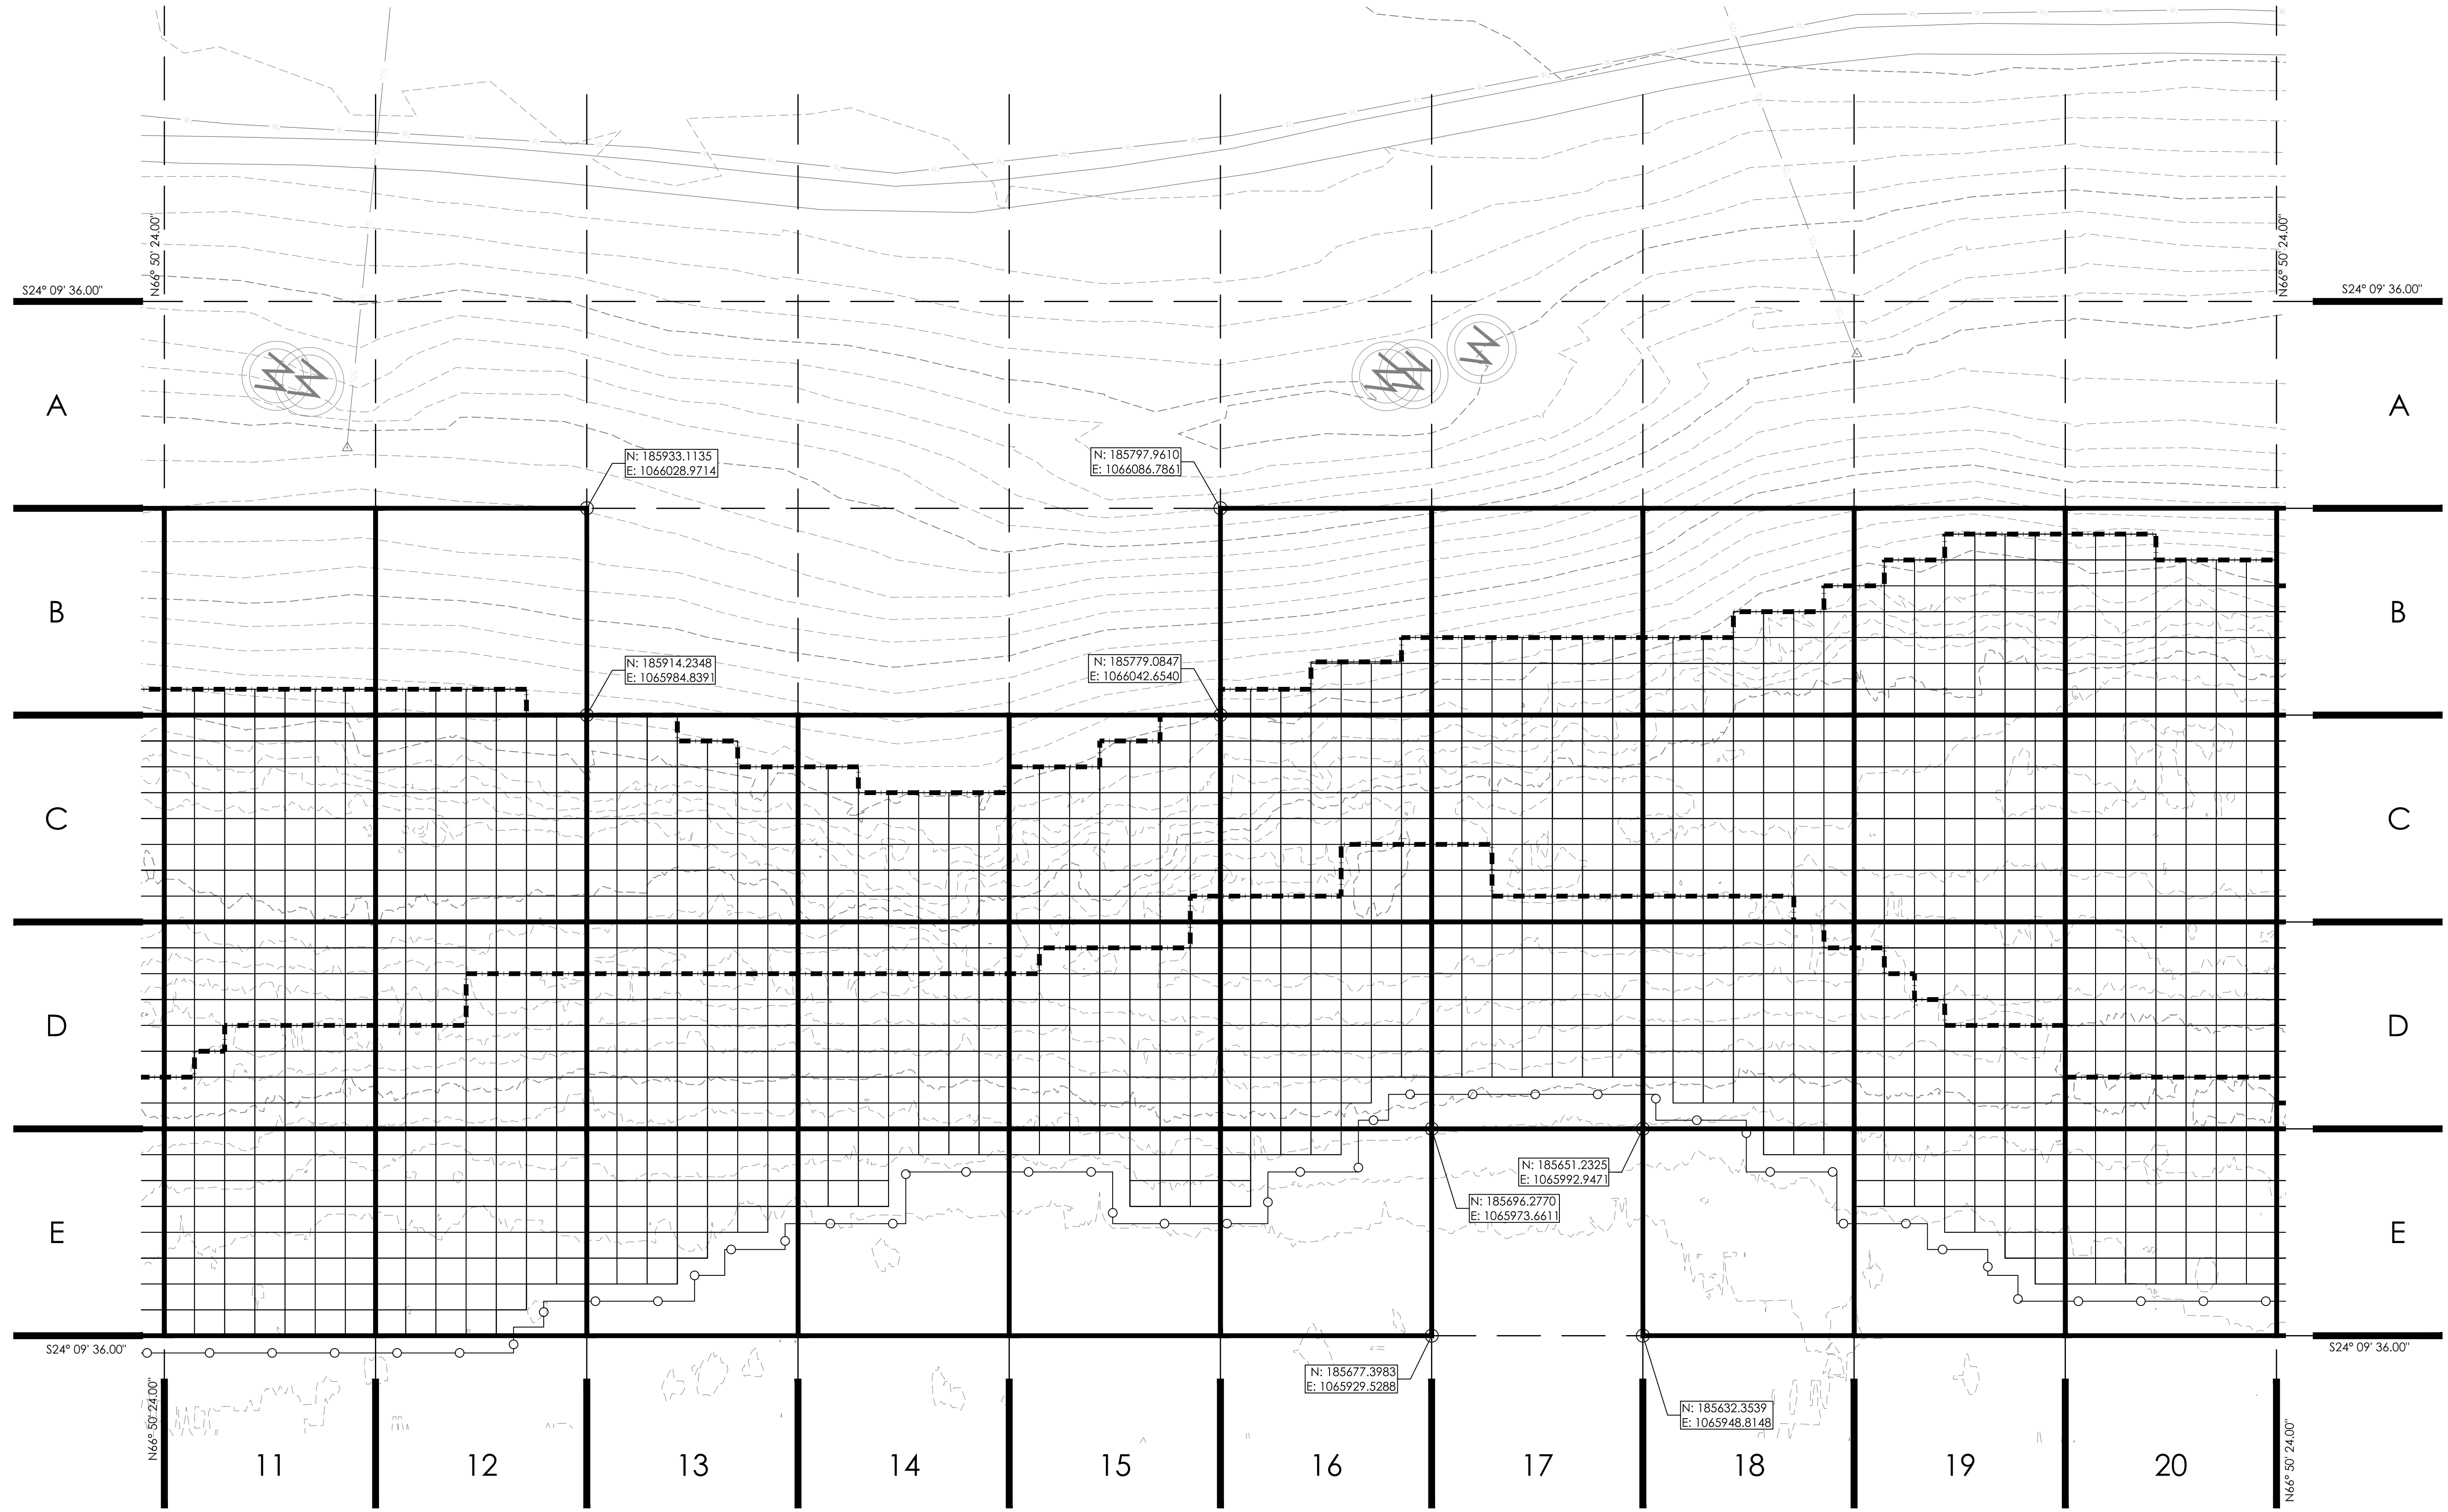 N66° 50' 24.00"
N66° 50' 24.00"
S24° 09' 36.00"
S24° 09' 36.00"
A
A
N: 185933.1135
E: 1066028.9714
N: 185797.9610
E: 1066086.7861
B
B
N: 185914.2348
E: 1065984.8391
N: 185779.0847
E: 1066042.6540
C
C
D
D
N: 185651.2325
E: 1065992.9471
N: 185696.2770
E: 1065973.6611
E
E
S24° 09' 36.00"
S24° 09' 36.00"
N: 185677.3983
E: 1065929.5288
N: 185632.3539
E: 1065948.8148
N66° 50' 24.00"
N66° 50' 24.00"
11
12
13
14
15
16
17
18
19
20